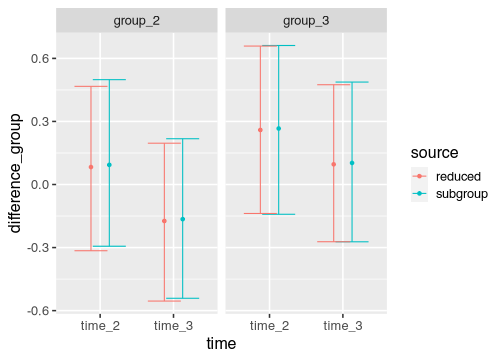 group_2
group_3
difference_group
0.6
0.3
0.0
-0.3
-0.6
time_2
time_3
time_2
time_3
time
source
reduced
subgroup